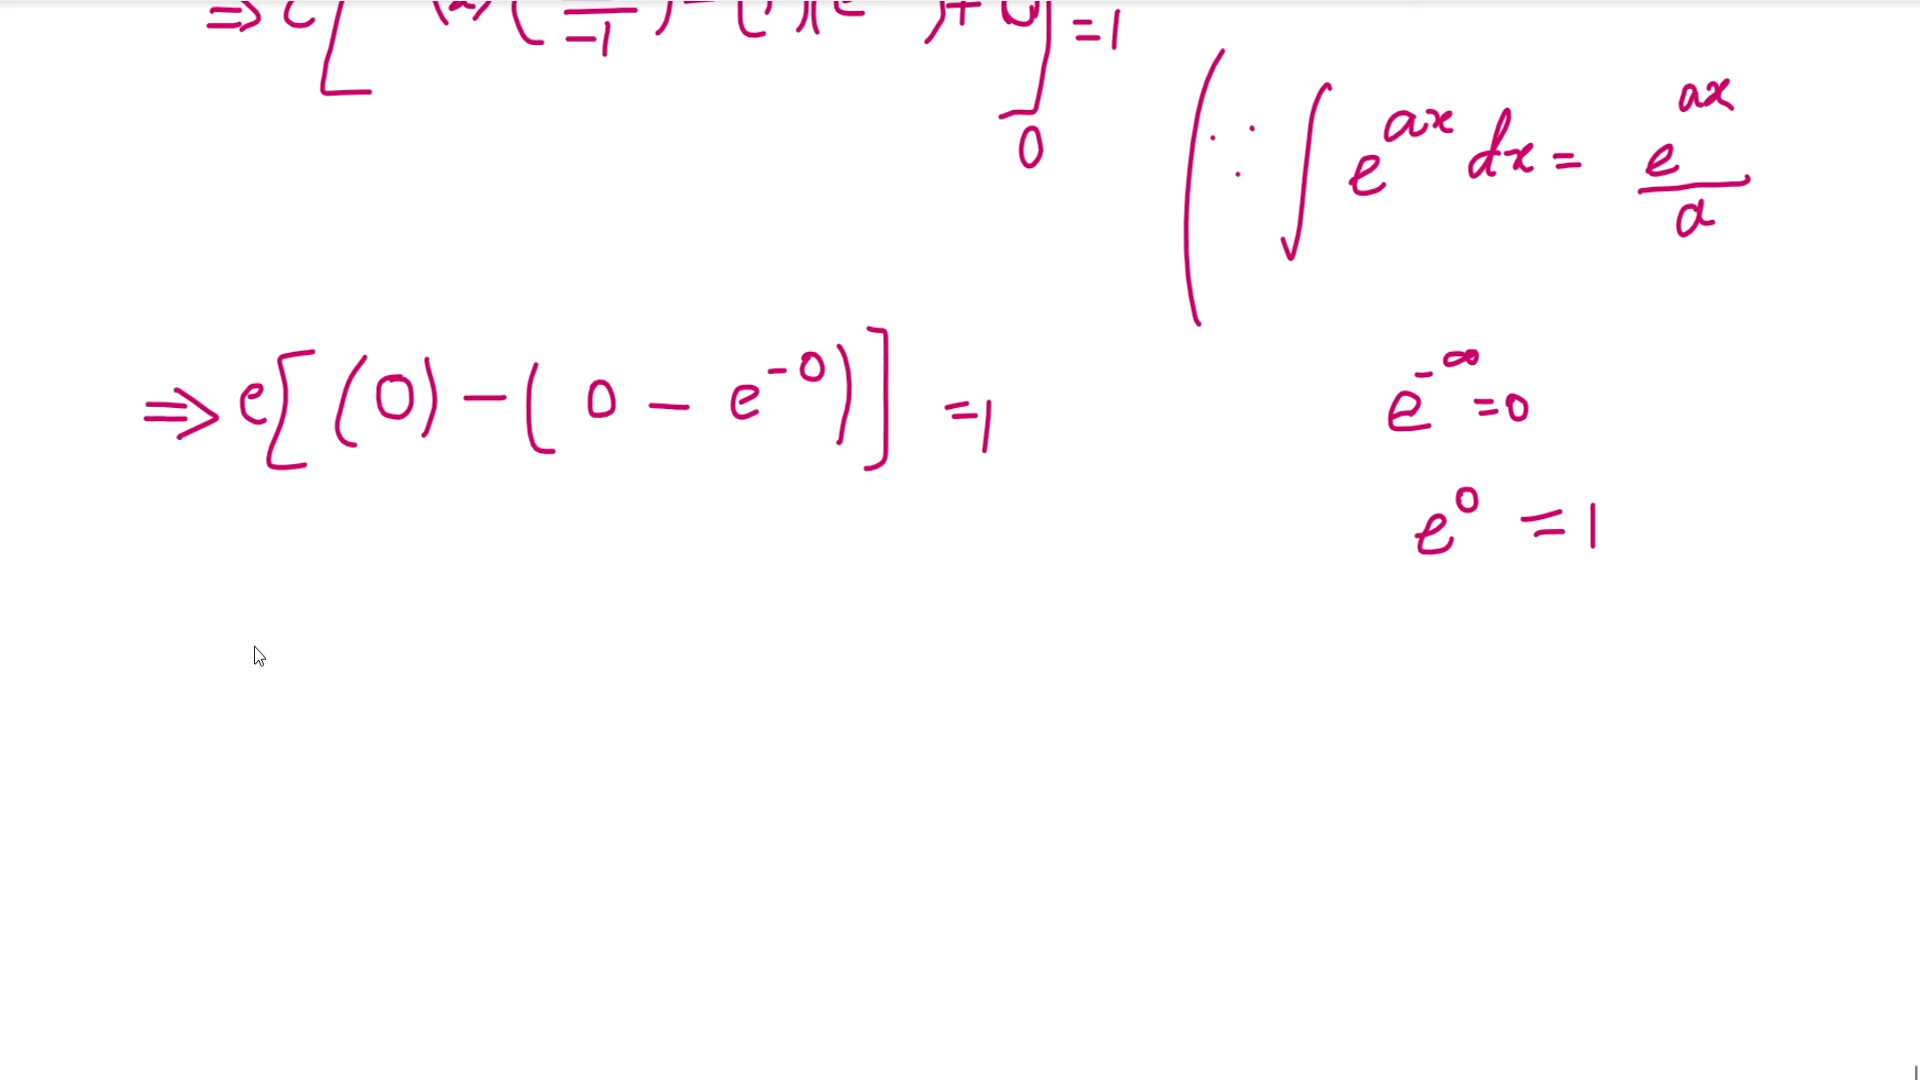 = 1
0
( ∵ ∫ e^{ax} dx = e^{ax} / a
⇒ e[(0) - (0 - e^{-0})] = 1
e^{-∞} = 0
e^0 = 1